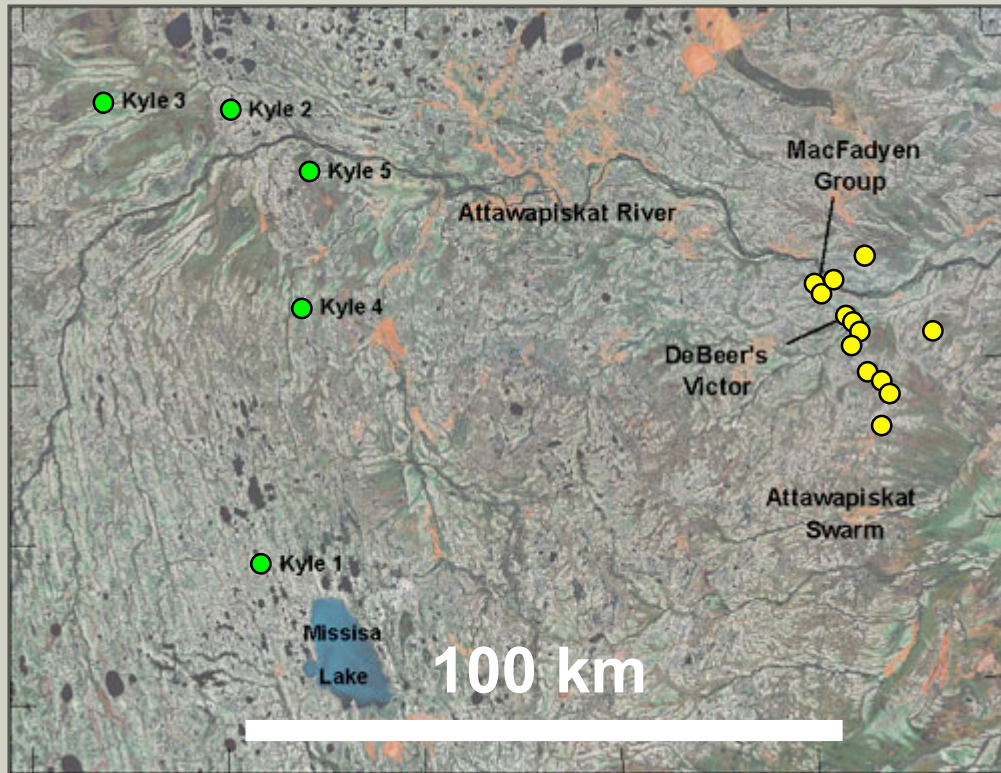 Kyle 3
Kyle 2
MacFadyen
Group
Kyle 5
Attawapiskat River
Kyle 4
DeBeer's
Victor
Attawapiskat
Swarm
Kyle 1
Missisa
Lake
100 km